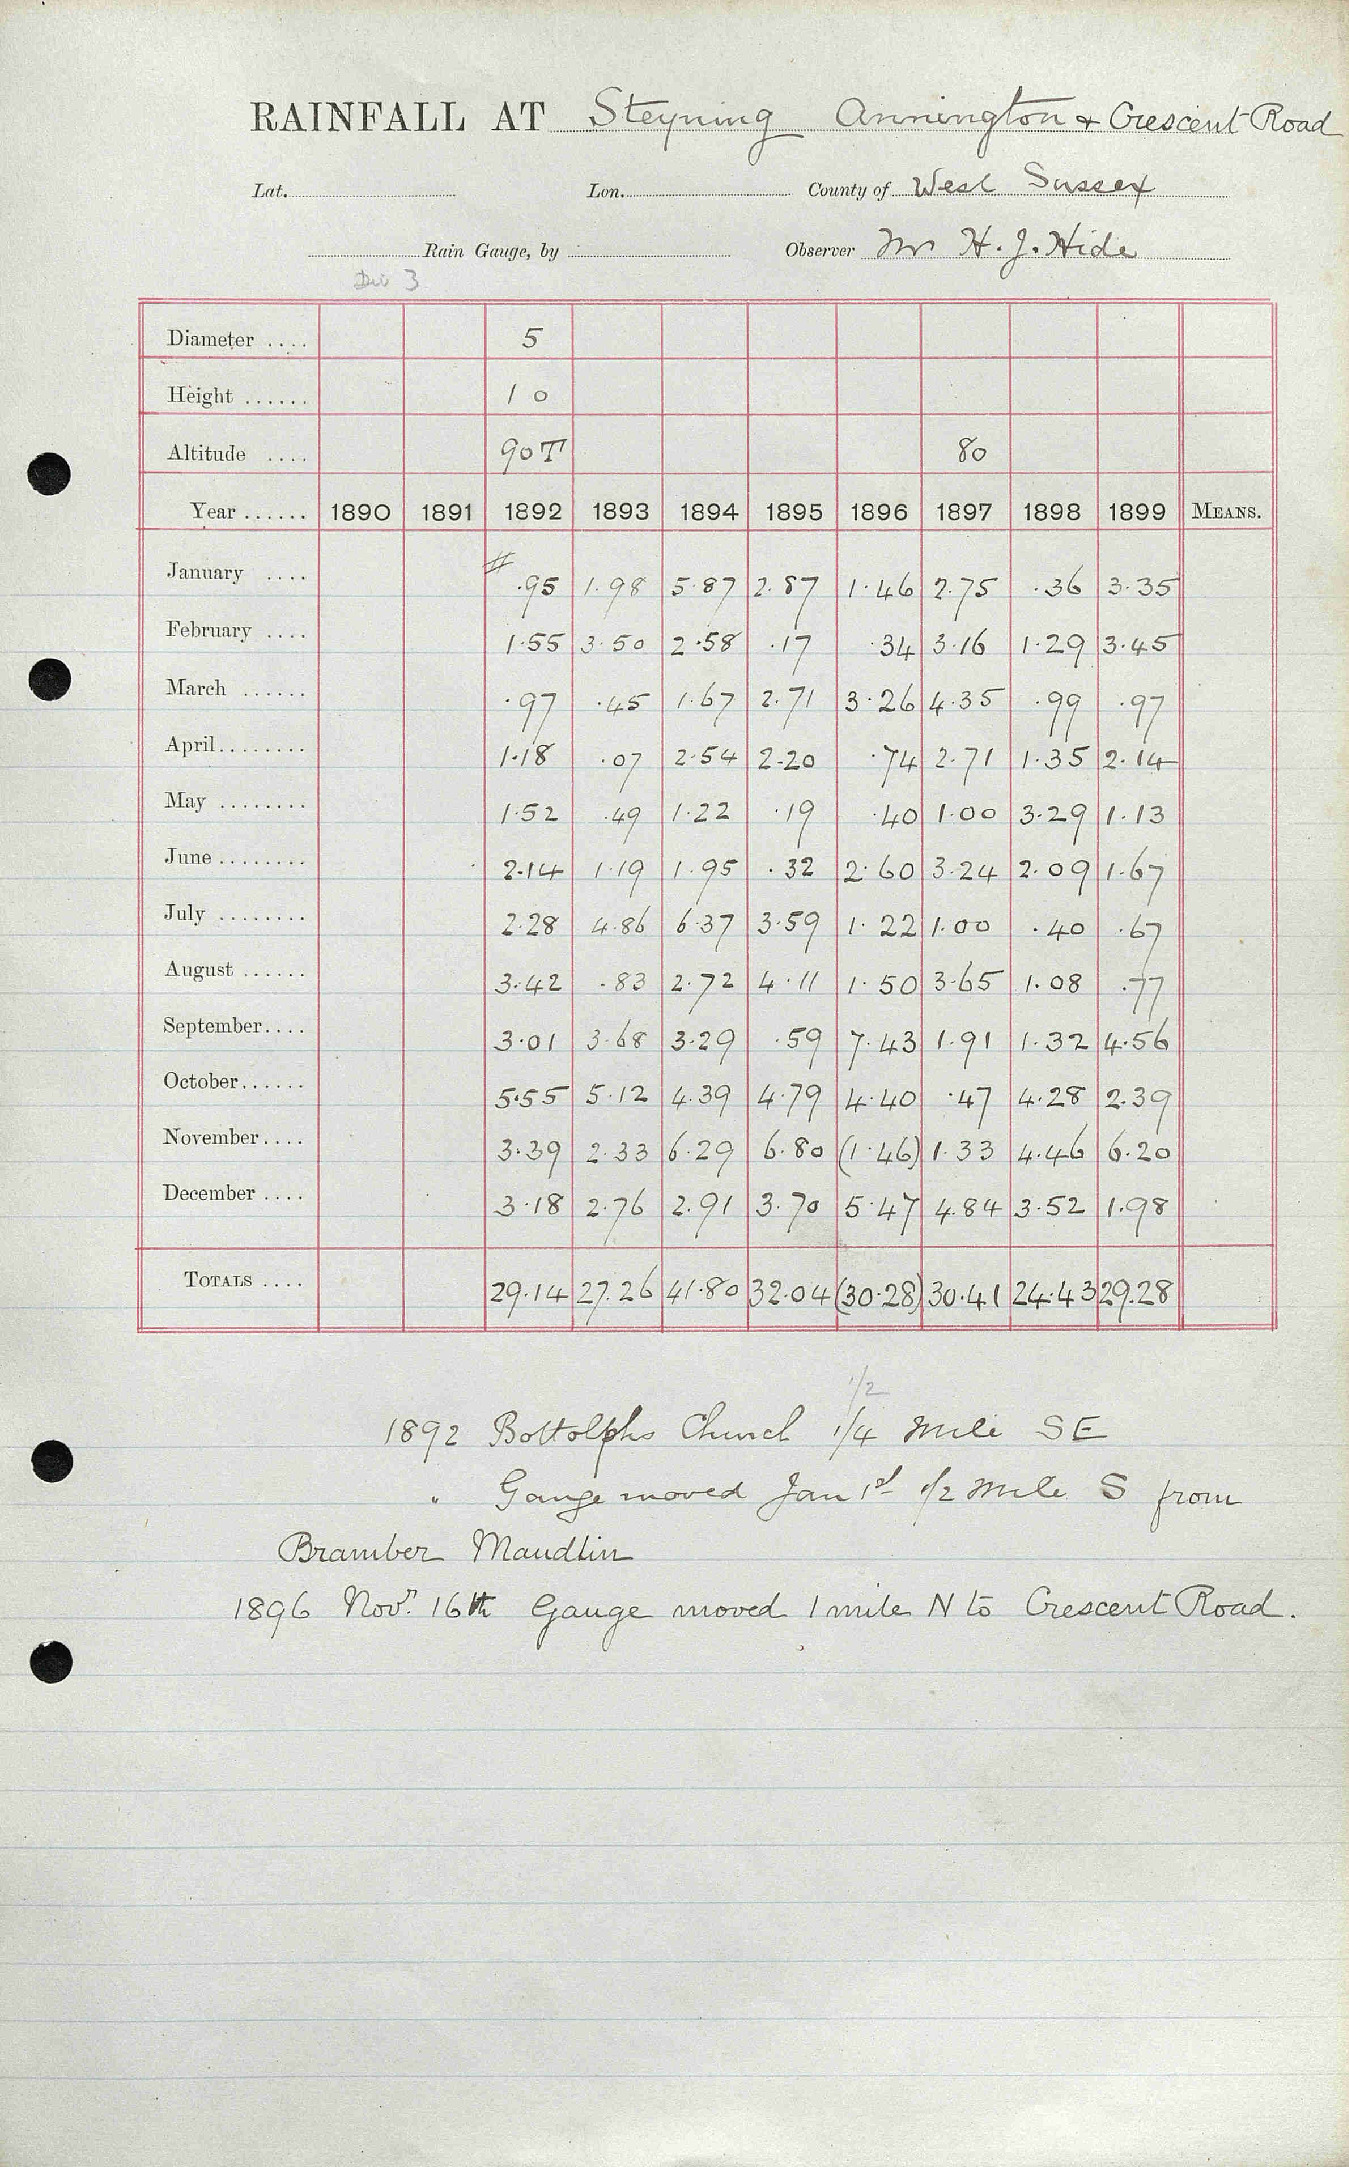 RAINFALL AT Steyning Annington & Crescent Road
Lat. Lon. County of West Sussex
Rain Gauge, by Observer Mr H. J. Hide
Div 3
Diameter .... 5
Height ...... 1 0
Altitude .... 90T 80
Year ...... 1890 1891 1892 1893 1894 1895 1896 1897 1898 1899 MEANS.
#
January .... .95 1.98 5.87 2.87 1.46 2.75 .36 3.35
February .... 1.55 3.50 2.58 .17 .34 3.16 1.29 3.45
March ...... .97 .45 1.67 2.71 3.26 4.35 .99 .97
April........ 1.18 .07 2.54 2.20 .74 2.71 1.35 2.14
May ........ 1.52 .49 1.22 .19 .40 1.00 3.29 1.13
June ........ 2.14 1.19 1.95 .32 2.60 3.24 2.09 1.67
July ........ 2.28 4.86 6.37 3.59 1.22 1.00 .40 .67
August ...... 3.42 .83 2.72 4.11 1.50 3.65 1.08 .77
September.... 3.01 3.68 3.29 .59 7.43 1.91 1.32 4.56
October...... 5.55 5.12 4.39 4.79 4.40 .47 4.28 2.39
November.... 3.39 2.33 6.29 6.80 (1.46) 1.33 4.46 6.20
December .... 3.18 2.76 2.91 3.70 5.47 4.84 3.52 1.98
TOTALS .... 29.14 27.26 41.80 32.04 (30.28) 30.41 24.43 29.28
1/2
1892 Bottolphs Church 1/4 mile SE
" Gauge moved Jan 1st 1/2 mile S from
Bramber Maudlin
1896 Novr. 16th Gauge moved 1 mile N to Crescent Road.